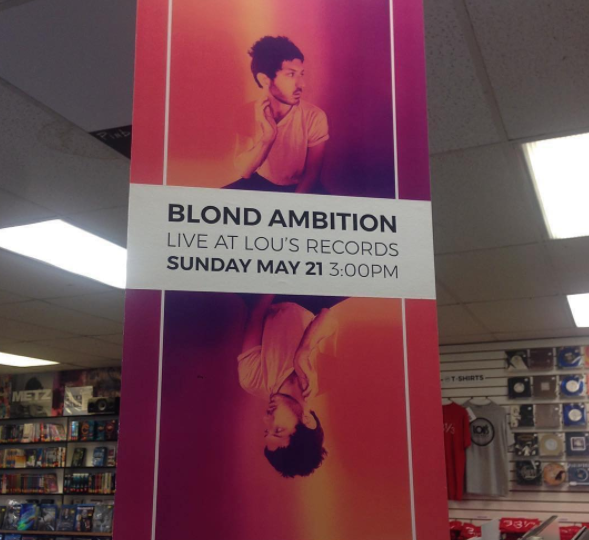 BLOND AMBITION
LIVE AT LOU'S RECORDS
SUNDAY MAY 21 3:00PM
METZ
T-SHIRTS